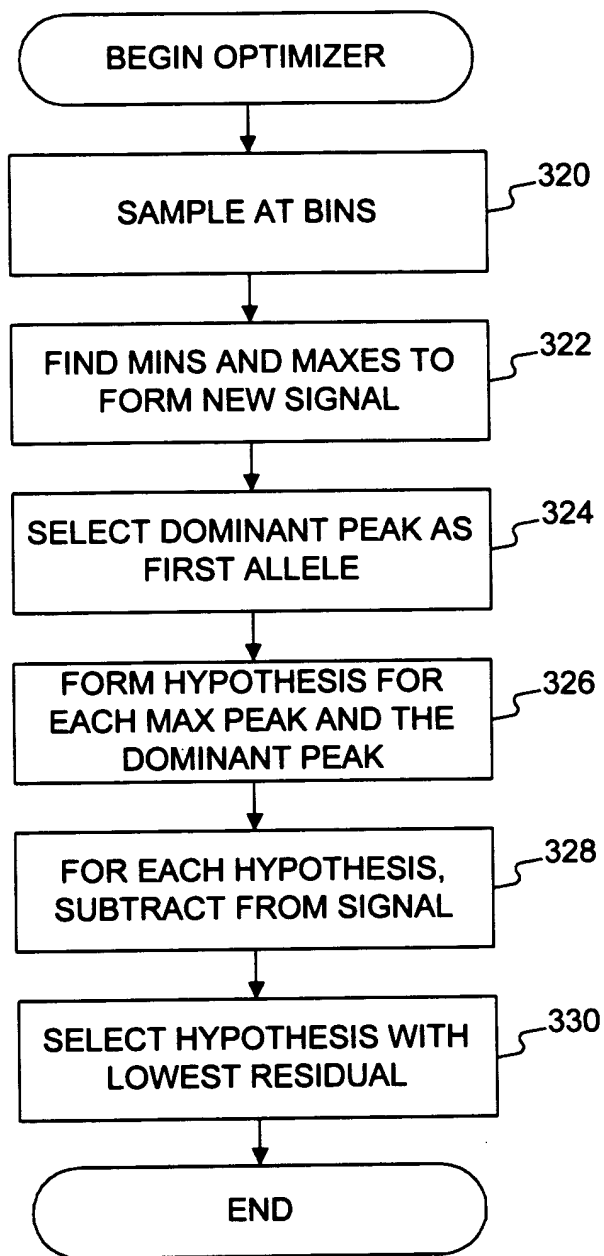 BEGIN OPTIMIZER
SAMPLE AT BINS
320
FIND MINS AND MAXES TO
FORM NEW SIGNAL
322
SELECT DOMINANT PEAK AS
FIRST ALLELE
324
FORM HYPOTHESIS FOR
EACH MAX PEAK AND THE
DOMINANT PEAK
326
FOR EACH HYPOTHESIS,
SUBTRACT FROM SIGNAL
328
SELECT HYPOTHESIS WITH
LOWEST RESIDUAL
330
END